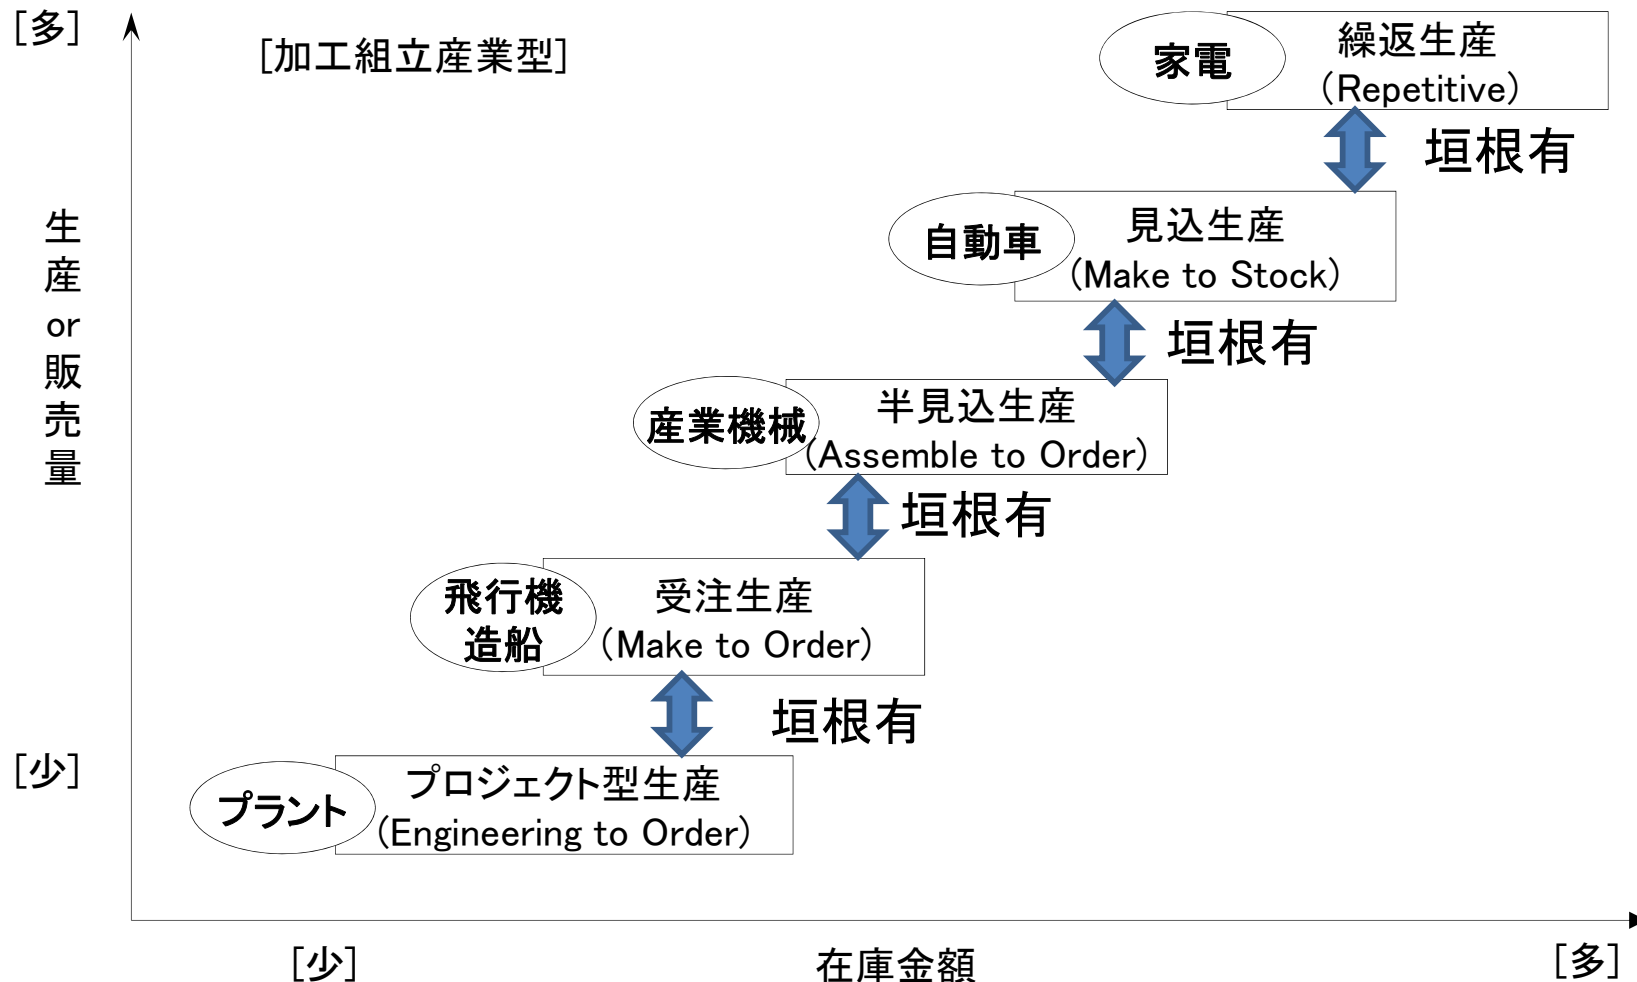 [多]
[加工組立産業型]
家電
繰返生産
(Repetitive)
垣根有
生
産
or
販
売
量
自動車
見込生産
(Make to Stock)
垣根有
産業機械
半見込生産
(Assemble to Order)
垣根有
飛行機
造船
受注生産
(Make to Order)
垣根有
[少]
プラント
プロジェクト型生産
(Engineering to Order)
[少]
在庫金額
[多]